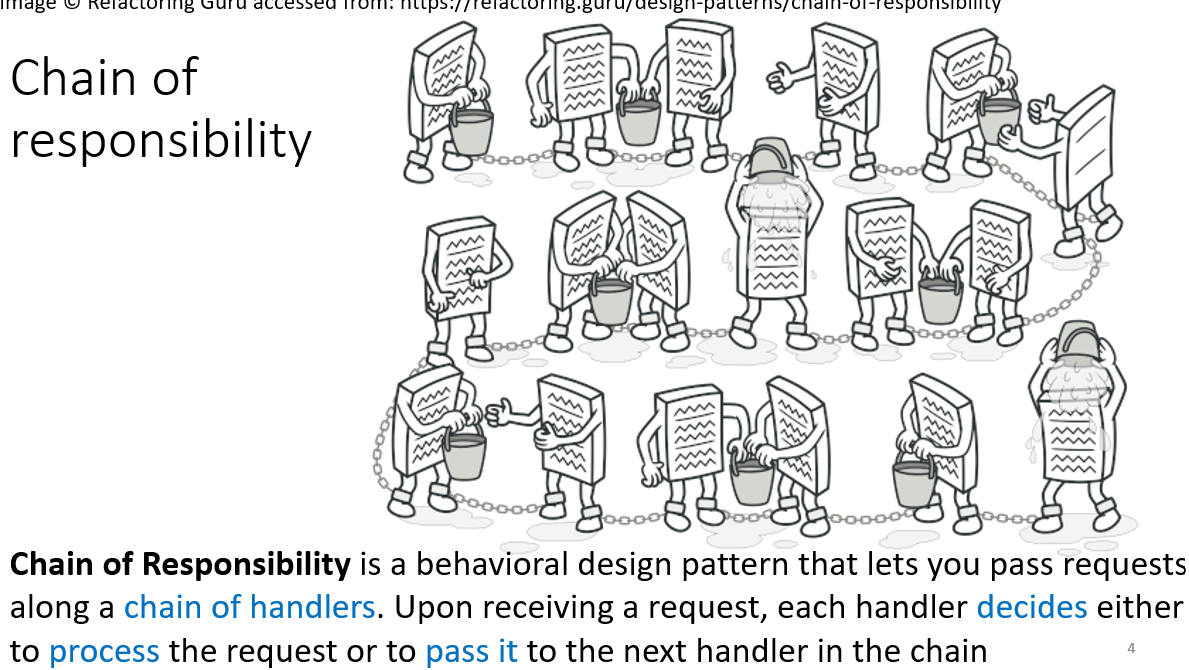 image © Refactoring Guru accessed from: https://refactoring.guru/design-patterns/chain-of-responsibility
Chain of
responsibility
Chain of Responsibility is a behavioral design pattern that lets you pass requests
along a chain of handlers. Upon receiving a request, each handler decides either
to process the request or to pass it to the next handler in the chain
4